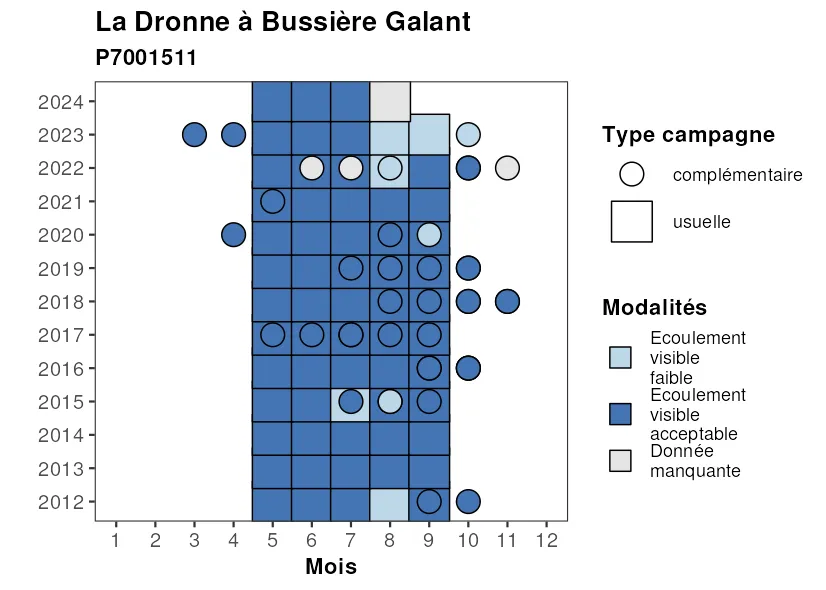 La Dronne à Bussière Galant
P7001511
2024
2023
2022
2021
2020
2019
2018
2017
2016
2015
2014
2013
2012
1 2 3 4 5 6 7 8 9 10 11 12
Mois
Type campagne
complémentaire
usuelle
Modalités
Ecoulement
visible
faible
Ecoulement
visible
acceptable
Donnée
manquante